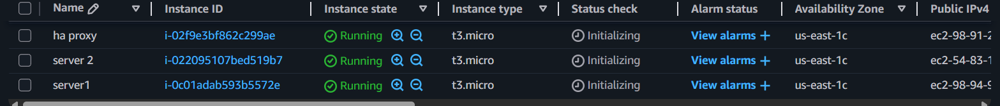 Name Instance ID Instance state Instance type Status check Alarm status Availability Zone Public IPv4
ha proxy i-02f9e3bf862c299ae Running t3.micro Initializing View alarms + us-east-1c ec2-98-91-2
server 2 i-022095107bed519b7 Running t3.micro Initializing View alarms + us-east-1c ec2-54-83-1
server1 i-0c01adab593b5572e Running t3.micro Initializing View alarms + us-east-1c ec2-98-94-9